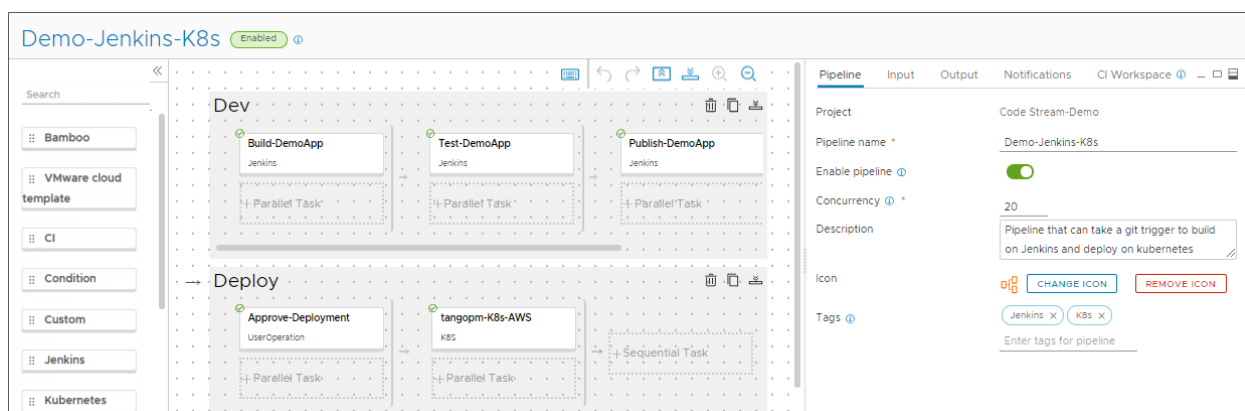 Demo-Jenkins-K8s Enabled
Search
Bamboo
VMware cloud
template
CI
Condition
Custom
Jenkins
Kubernetes
Dev
Build-DemoApp
Jenkins
+ Parallel Task
Test-DemoApp
Jenkins
+ Parallel Task
Publish-DemoApp
Jenkins
+ Parallel Task
Deploy
Approve-Deployment
UserOperation
+ Parallel Task
tangopm-K8s-AWS
K8S
+ Parallel Task
+ Sequential Task
Pipeline Input Output Notifications CI Workspace
Project Code Stream-Demo
Pipeline name * Demo-Jenkins-K8s
Enable pipeline
Concurrency * 20
Description Pipeline that can take a git trigger to build
on Jenkins and deploy on kubernetes
Icon CHANGE ICON REMOVE ICON
Tags Jenkins × K8s ×
Enter tags for pipeline